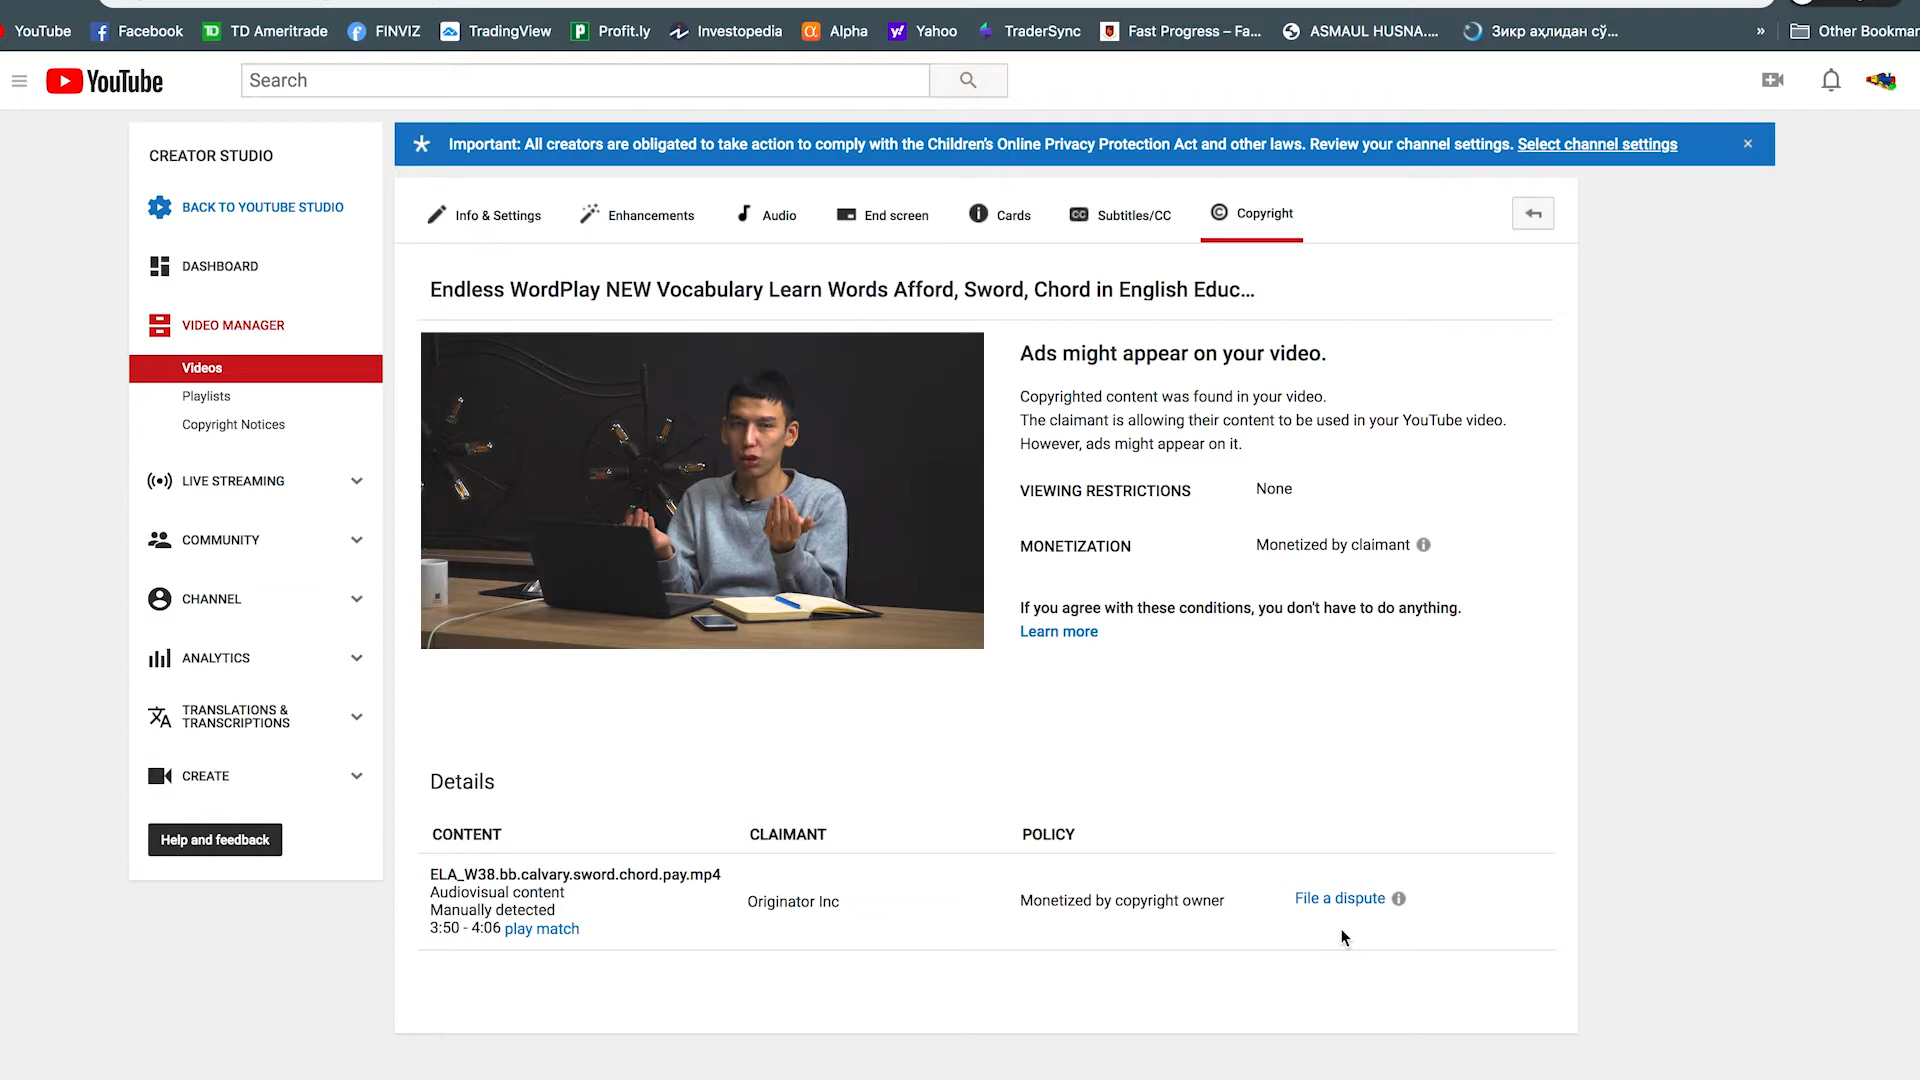 YouTube
Facebook
TD Ameritrade
FINVIZ
TradingView
Profit.ly
Investopedia
Alpha
Yahoo
TraderSync
Fast Progress – Fa...
ASMAUL HUSNA....
Зикр аҳлидан сў...
»
Other Bookmar
YouTube
Search
CREATOR STUDIO
BACK TO YOUTUBE STUDIO
DASHBOARD
VIDEO MANAGER
Videos
Playlists
Copyright Notices
LIVE STREAMING
COMMUNITY
CHANNEL
ANALYTICS
TRANSLATIONS &
TRANSCRIPTIONS
CREATE
Help and feedback
Important: All creators are obligated to take action to comply with the Children's Online Privacy Protection Act and other laws. Review your channel settings. Select channel settings
Info & Settings
Enhancements
Audio
End screen
Cards
CC Subtitles/CC
Copyright
Endless WordPlay NEW Vocabulary Learn Words Afford, Sword, Chord in English Educ...
Ads might appear on your video.
Copyrighted content was found in your video.
The claimant is allowing their content to be used in your YouTube video.
However, ads might appear on it.
VIEWING RESTRICTIONS None
MONETIZATION Monetized by claimant
If you agree with these conditions, you don't have to do anything.
Learn more
Details
CONTENT CLAIMANT POLICY
ELA_W38.bb.calvary.sword.chord.pay.mp4
Audiovisual content
Manually detected
3:50 - 4:06 play match
Originator Inc
Monetized by copyright owner
File a dispute